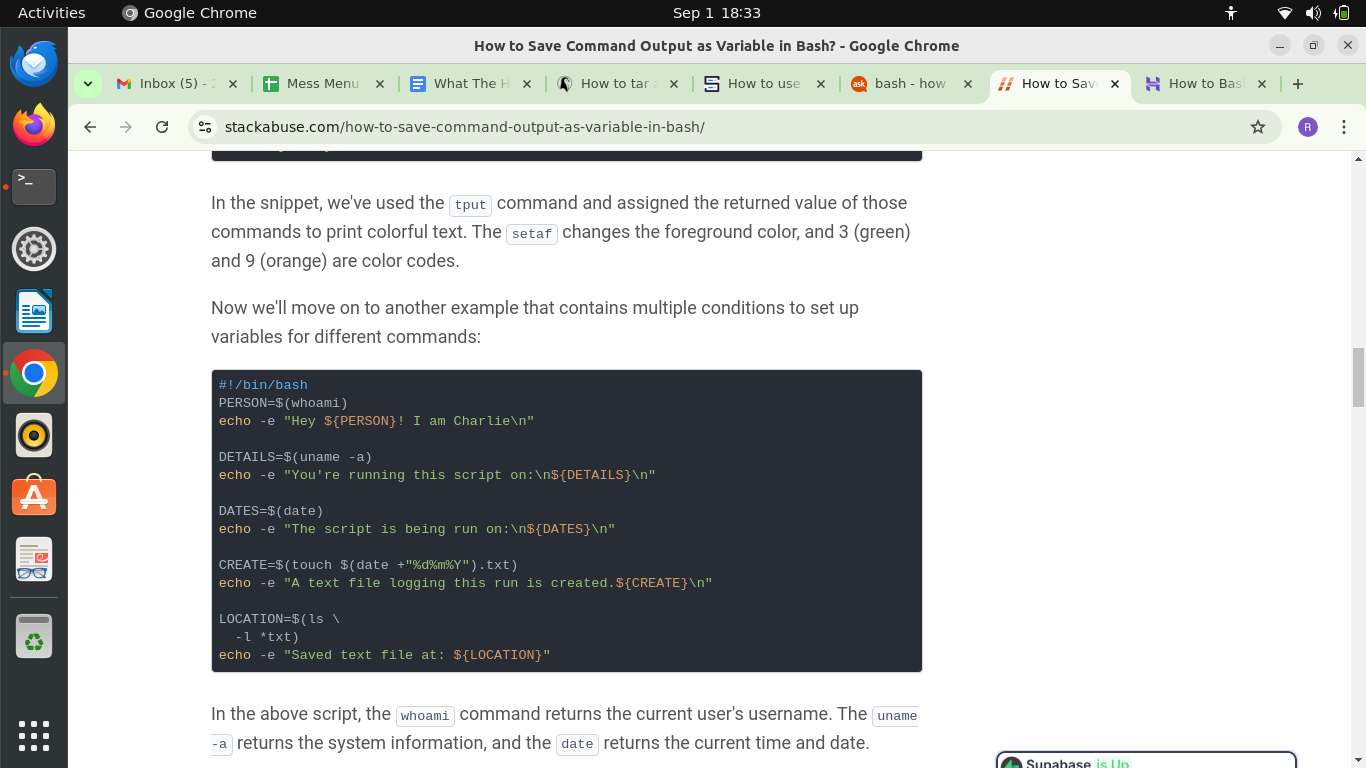 Activities
Google Chrome
Sep 1 18:33
How to Save Command Output as Variable in Bash? - Google Chrome
Inbox (5) -
Mess Menu
What The H
How to tar
How to use
ask
bash - how
How to Sav
How to Bas
stackabuse.com/how-to-save-command-output-as-variable-in-bash/
R
In the snippet, we've used the tput command and assigned the returned value of those
commands to print colorful text. The setaf changes the foreground color, and 3 (green)
and 9 (orange) are color codes.
Now we'll move on to another example that contains multiple conditions to set up
variables for different commands:
#!/bin/bash
PERSON=$(whoami)
echo -e "Hey ${PERSON}! I am Charlie\n"
DETAILS=$(uname -a)
echo -e "You're running this script on:\n${DETAILS}\n"
DATES=$(date)
echo -e "The script is being run on:\n${DATES}\n"
CREATE=$(touch $(date +"%d%m%Y").txt)
echo -e "A text file logging this run is created.${CREATE}\n"
LOCATION=$(ls \
-l *txt)
echo -e "Saved text file at: ${LOCATION}"
In the above script, the whoami command returns the current user's username. The uname
-a returns the system information, and the date returns the current time and date.
Supabase is Up